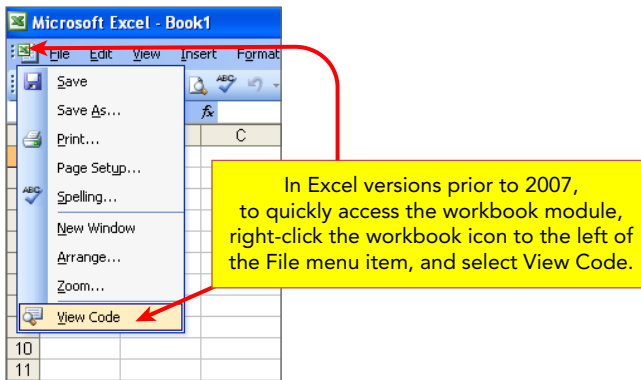 Microsoft Excel - Book1
File Edit View Insert Format
ABC
Save
Save As...
fx
Print...
C
Page Setup...
ABC
Spelling...
New Window
Arrange...
Zoom...
View Code
10
11
In Excel versions prior to 2007,
to quickly access the workbook module,
right-click the workbook icon to the left of
the File menu item, and select View Code.